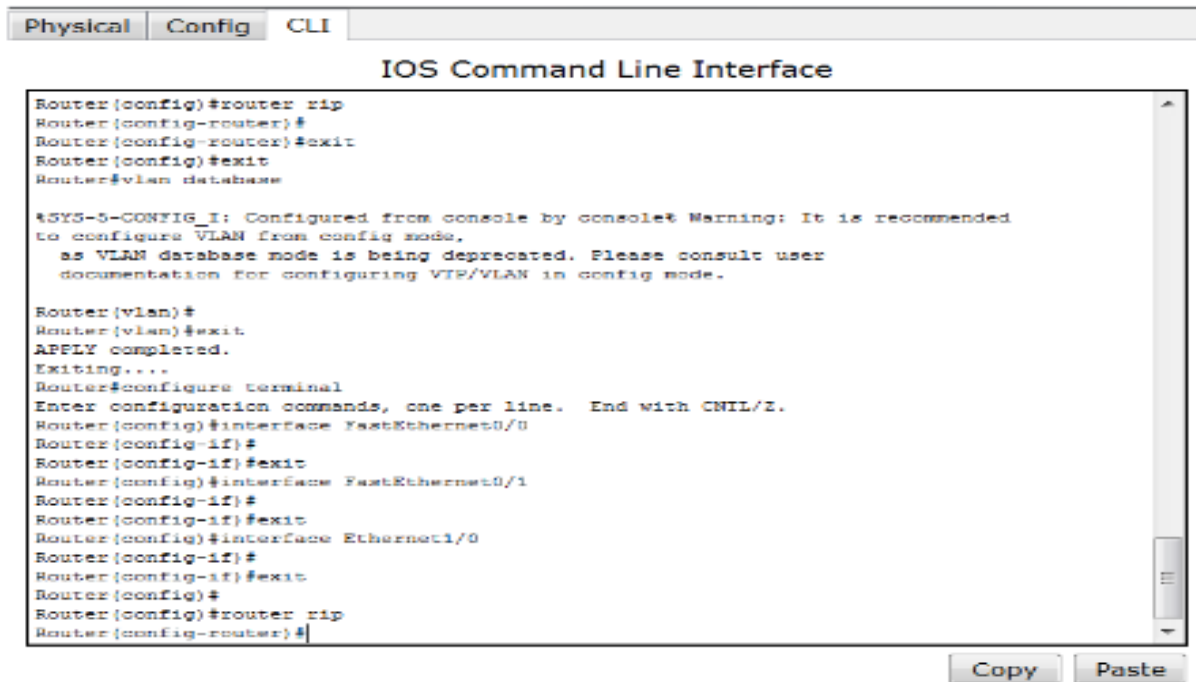 Physical Config CLI
IOS Command Line Interface
Router(config)#router rip
Router(config-router)#
Router(config-router)#exit
Router(config)#exit
Router#vlan database
%SYS-5-CONFIG_I: Configured from console by console% Warning: It is recommended
to configure VLAN from config mode,
as VLAN database mode is being deprecated. Please consult user
documentation for configuring VTP/VLAN in config mode.
Router(vlan)#
Router(vlan)#exit
APPLY completed.
Exiting....
Router#configure terminal
Enter configuration commands, one per line. End with CNTL/Z.
Router(config)#interface FastEthernet0/0
Router(config-if)#
Router(config-if)#exit
Router(config)#interface FastEthernet0/1
Router(config-if)#
Router(config-if)#exit
Router(config)#interface Ethernet1/0
Router(config-if)#
Router(config-if)#exit
Router(config)#
Router(config)#router rip
Router(config-router)#
Copy Paste